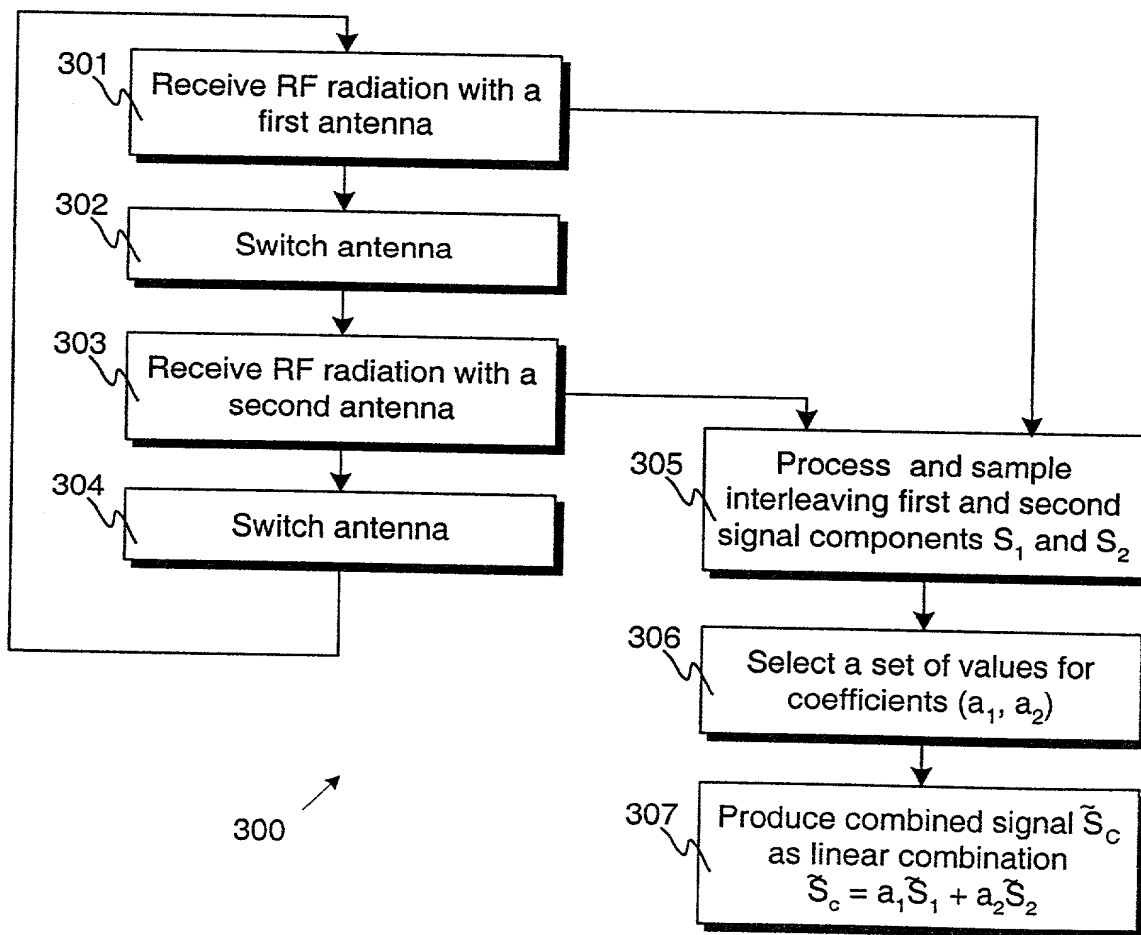 301
Receive RF radiation with a
first antenna
302
Switch antenna
303
Receive RF radiation with a
second antenna
304
Switch antenna
305
Process and sample
interleaving first and second
signal components S₁ and S₂
306
Select a set of values for
coefficients (a₁, a₂)
307
Produce combined signal S̃_c
as linear combination
S̃_c = a₁S̃₁ + a₂S̃₂
300